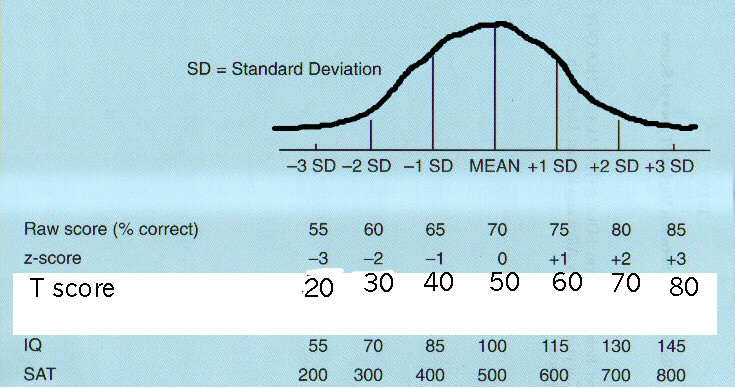 SD = Standard Deviation
–3 SD –2 SD –1 SD MEAN +1 SD +2 SD +3 SD
Raw score (% correct) 55 60 65 70 75 80 85
z-score –3 –2 –1 0 +1 +2 +3
T score 20 30 40 50 60 70 80
IQ 55 70 85 100 115 130 145
SAT 200 300 400 500 600 700 800